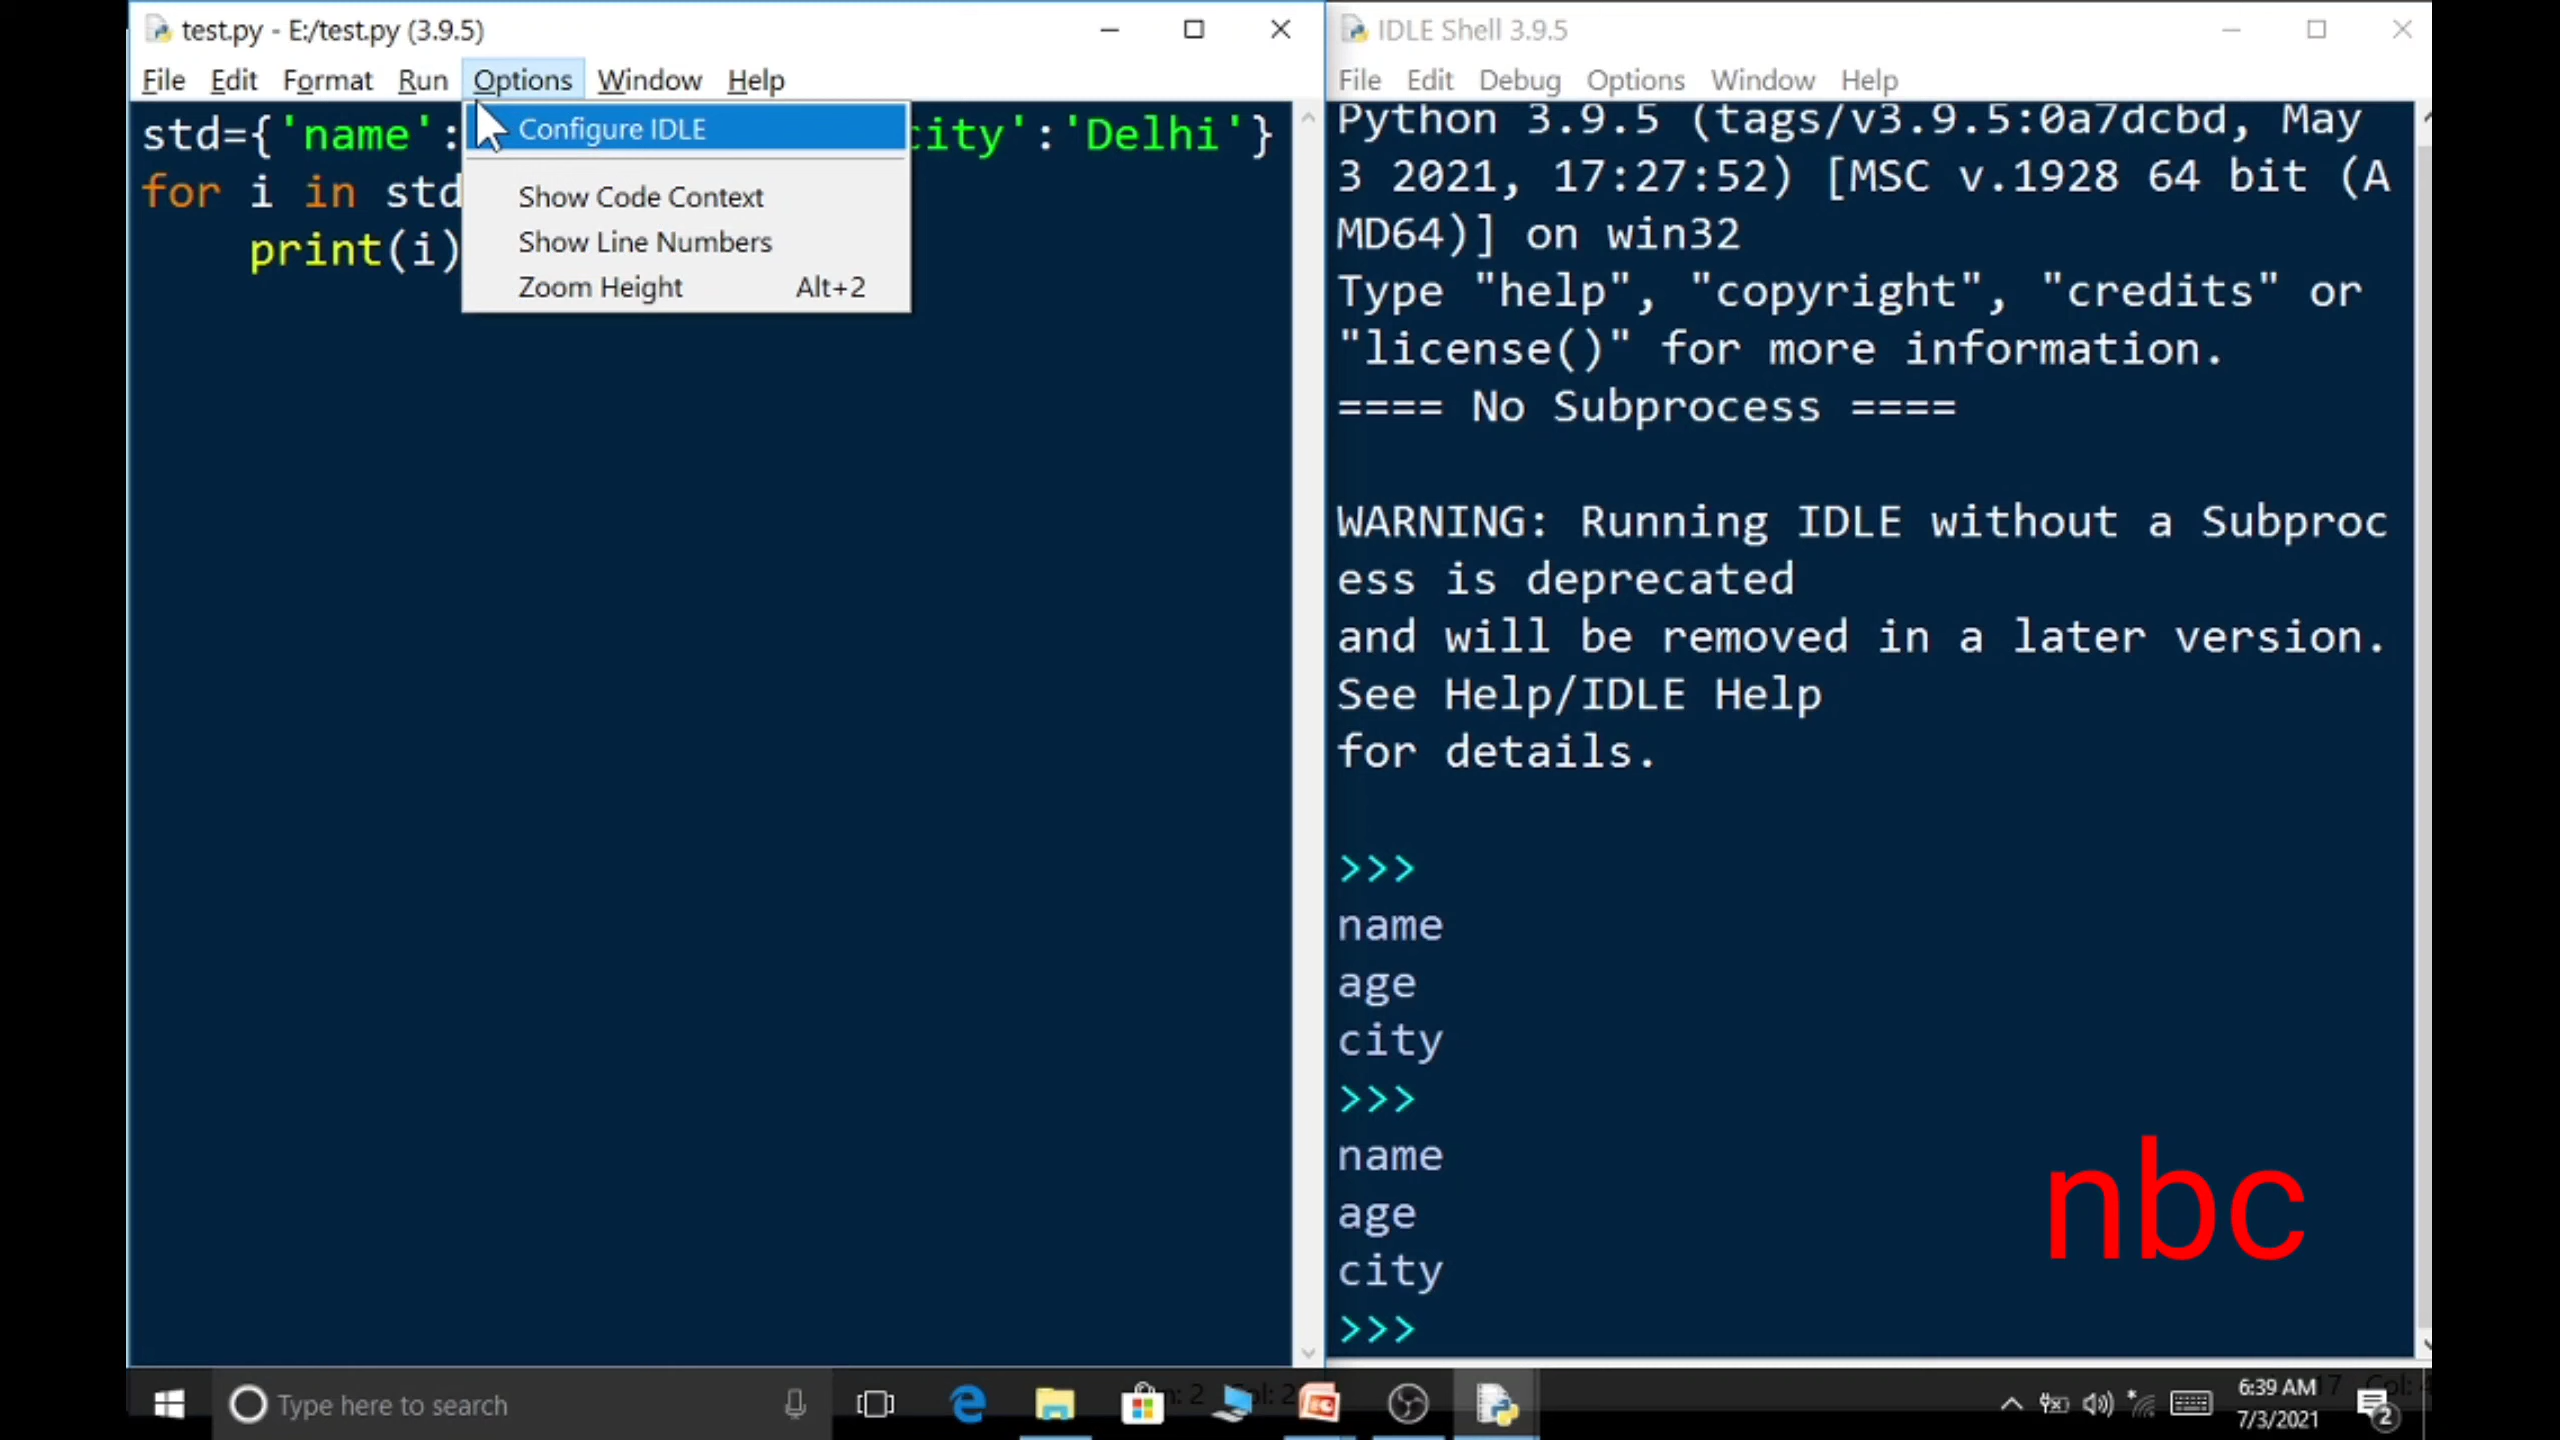 test.py - E:/test.py (3.9.5)
File Edit Format Run Options Window Help
std={'name': city':'Delhi'}
for i in std
print(i)
Configure IDLE
Show Code Context
Show Line Numbers
Zoom Height Alt+2
IDLE Shell 3.9.5
File Edit Debug Options Window Help
Python 3.9.5 (tags/v3.9.5:0a7dcbd, May
3 2021, 17:27:52) [MSC v.1928 64 bit (A
MD64)] on win32
Type "help", "copyright", "credits" or
"license()" for more information.
==== No Subprocess ====
WARNING: Running IDLE without a Subproc
ess is deprecated
and will be removed in a later version.
See Help/IDLE Help
for details.
>>>
name
age
city
>>>
name
age
city
>>>
nbc
Type here to search
6:39 AM
7/3/2021
2